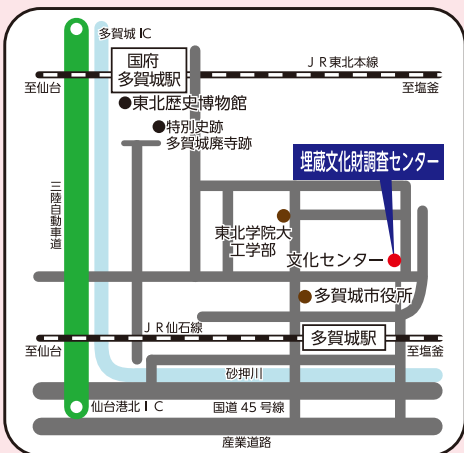 多賀城IC
国府
多賀城駅
JR東北本線
至仙台
至塩釜
東北歴史博物館
特別史跡
多賀城廃寺跡
埋蔵文化財調査センター
三陸自動車道
東北学院大
工学部
文化センター
多賀城市役所
JR仙石線
多賀城駅
至仙台
至塩釜
砂押川
仙台港北IC
国道45号線
産業道路